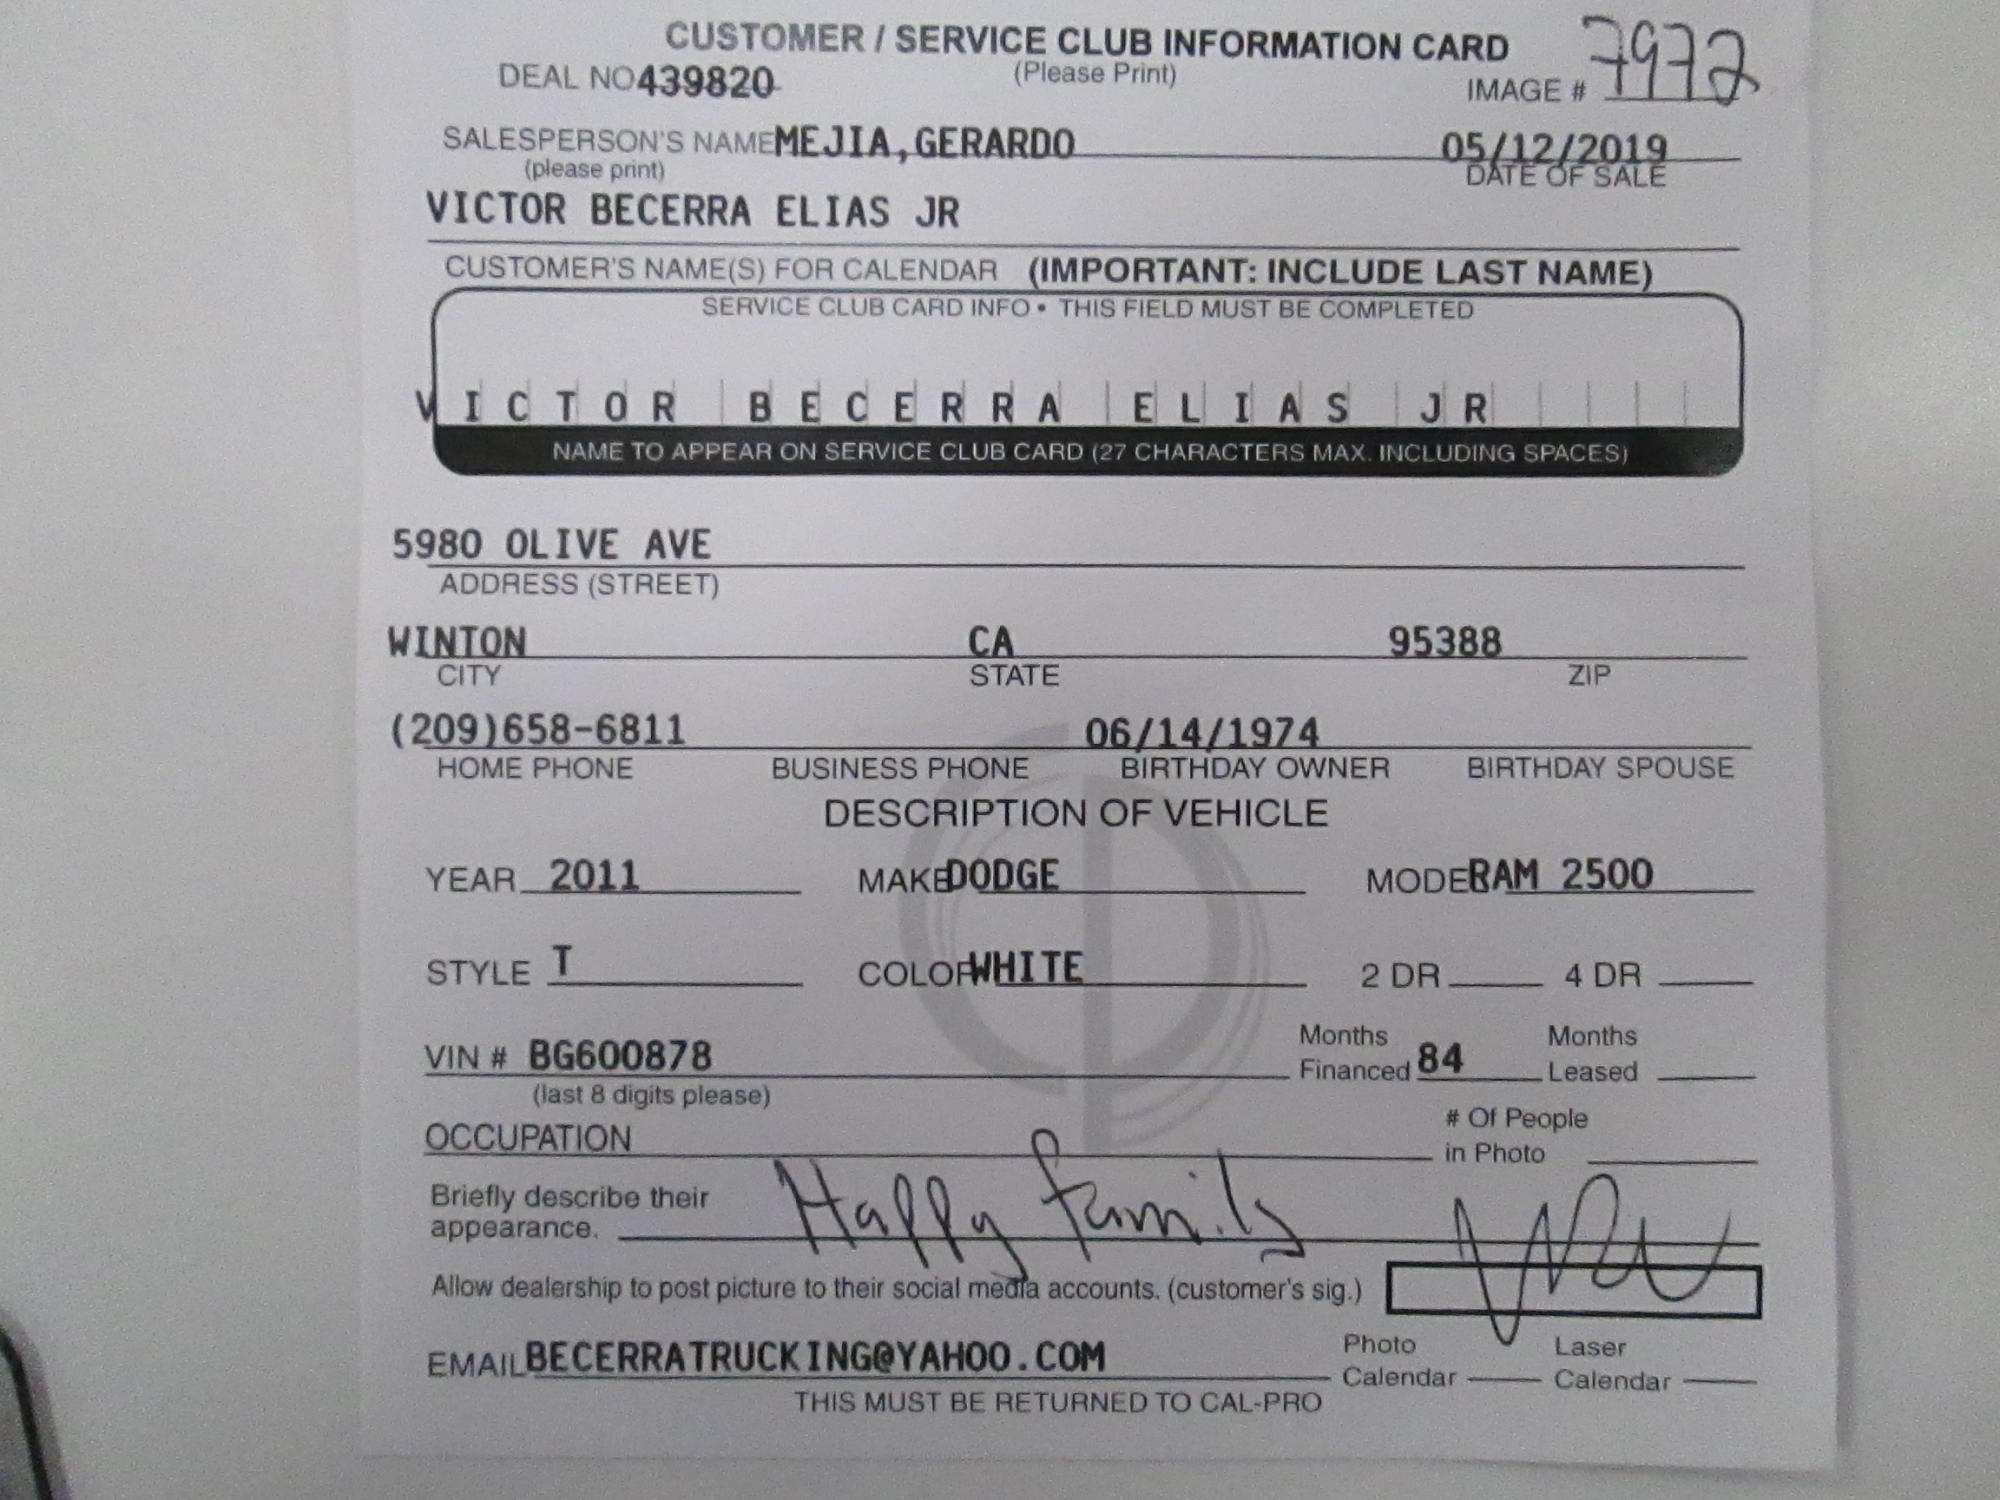 CUSTOMER / SERVICE CLUB INFORMATION CARD
(Please Print)
DEAL NO 439820
IMAGE # 7972
SALESPERSON'S NAME MEJIA,GERARDO 05/12/2019
(please print) DATE OF SALE
VICTOR BECERRA ELIAS JR
CUSTOMER'S NAME(S) FOR CALENDAR (IMPORTANT: INCLUDE LAST NAME)
SERVICE CLUB CARD INFO • THIS FIELD MUST BE COMPLETED
VICTOR BECERRA ELIAS JR
NAME TO APPEAR ON SERVICE CLUB CARD (27 CHARACTERS MAX. INCLUDING SPACES)
5980 OLIVE AVE
ADDRESS (STREET)
WINTON CA 95388
CITY STATE ZIP
(209)658-6811 06/14/1974
HOME PHONE BUSINESS PHONE BIRTHDAY OWNER BIRTHDAY SPOUSE
DESCRIPTION OF VEHICLE
YEAR 2011 MAKE DODGE MODEL RAM 2500
STYLE T COLOR WHITE 2 DR 4 DR
VIN # BG600878 Months Financed 84 Months Leased
(last 8 digits please)
OCCUPATION # Of People in Photo
Briefly describe their appearance. Happy family
Allow dealership to post picture to their social media accounts. (customer's sig.)
EMAIL BECERRATRUCKING@YAHOO.COM Photo Calendar Laser Calendar
THIS MUST BE RETURNED TO CAL-PRO